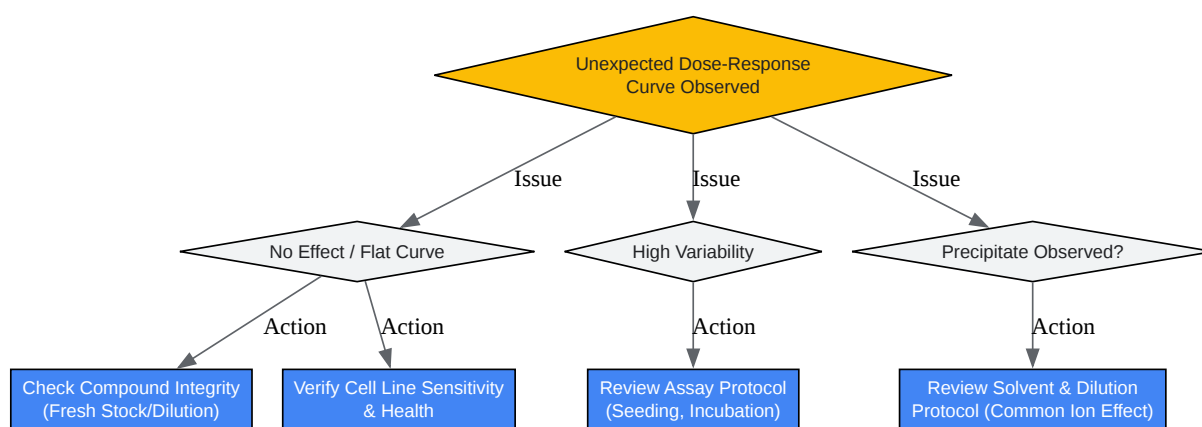 Unexpected Dose-Response
Curve Observed
Issue
Issue
Issue
No Effect / Flat Curve
High Variability
Precipitate Observed?
Action
Action
Action
Action
Check Compound Integrity
(Fresh Stock/Dilution)
Verify Cell Line Sensitivity
& Health
Review Assay Protocol
(Seeding, Incubation)
Review Solvent & Dilution
Protocol (Common Ion Effect)